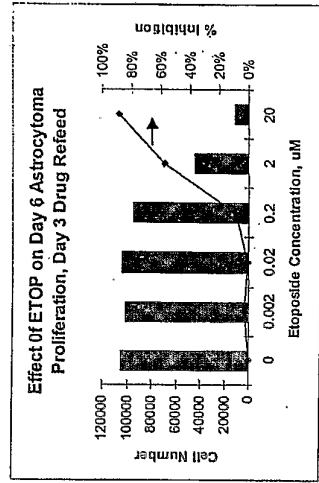 Effect Of ETOP on Day 6 Astrocytoma
Proliferation, Day 3 Drug Refeed
Cell Number
120000
100000
80000
60000
40000
20000
0
% Inhibition
100%
80%
60%
40%
20%
0%
0 0.002 0.02 0.2 2 20
Etoposide Concentration, uM